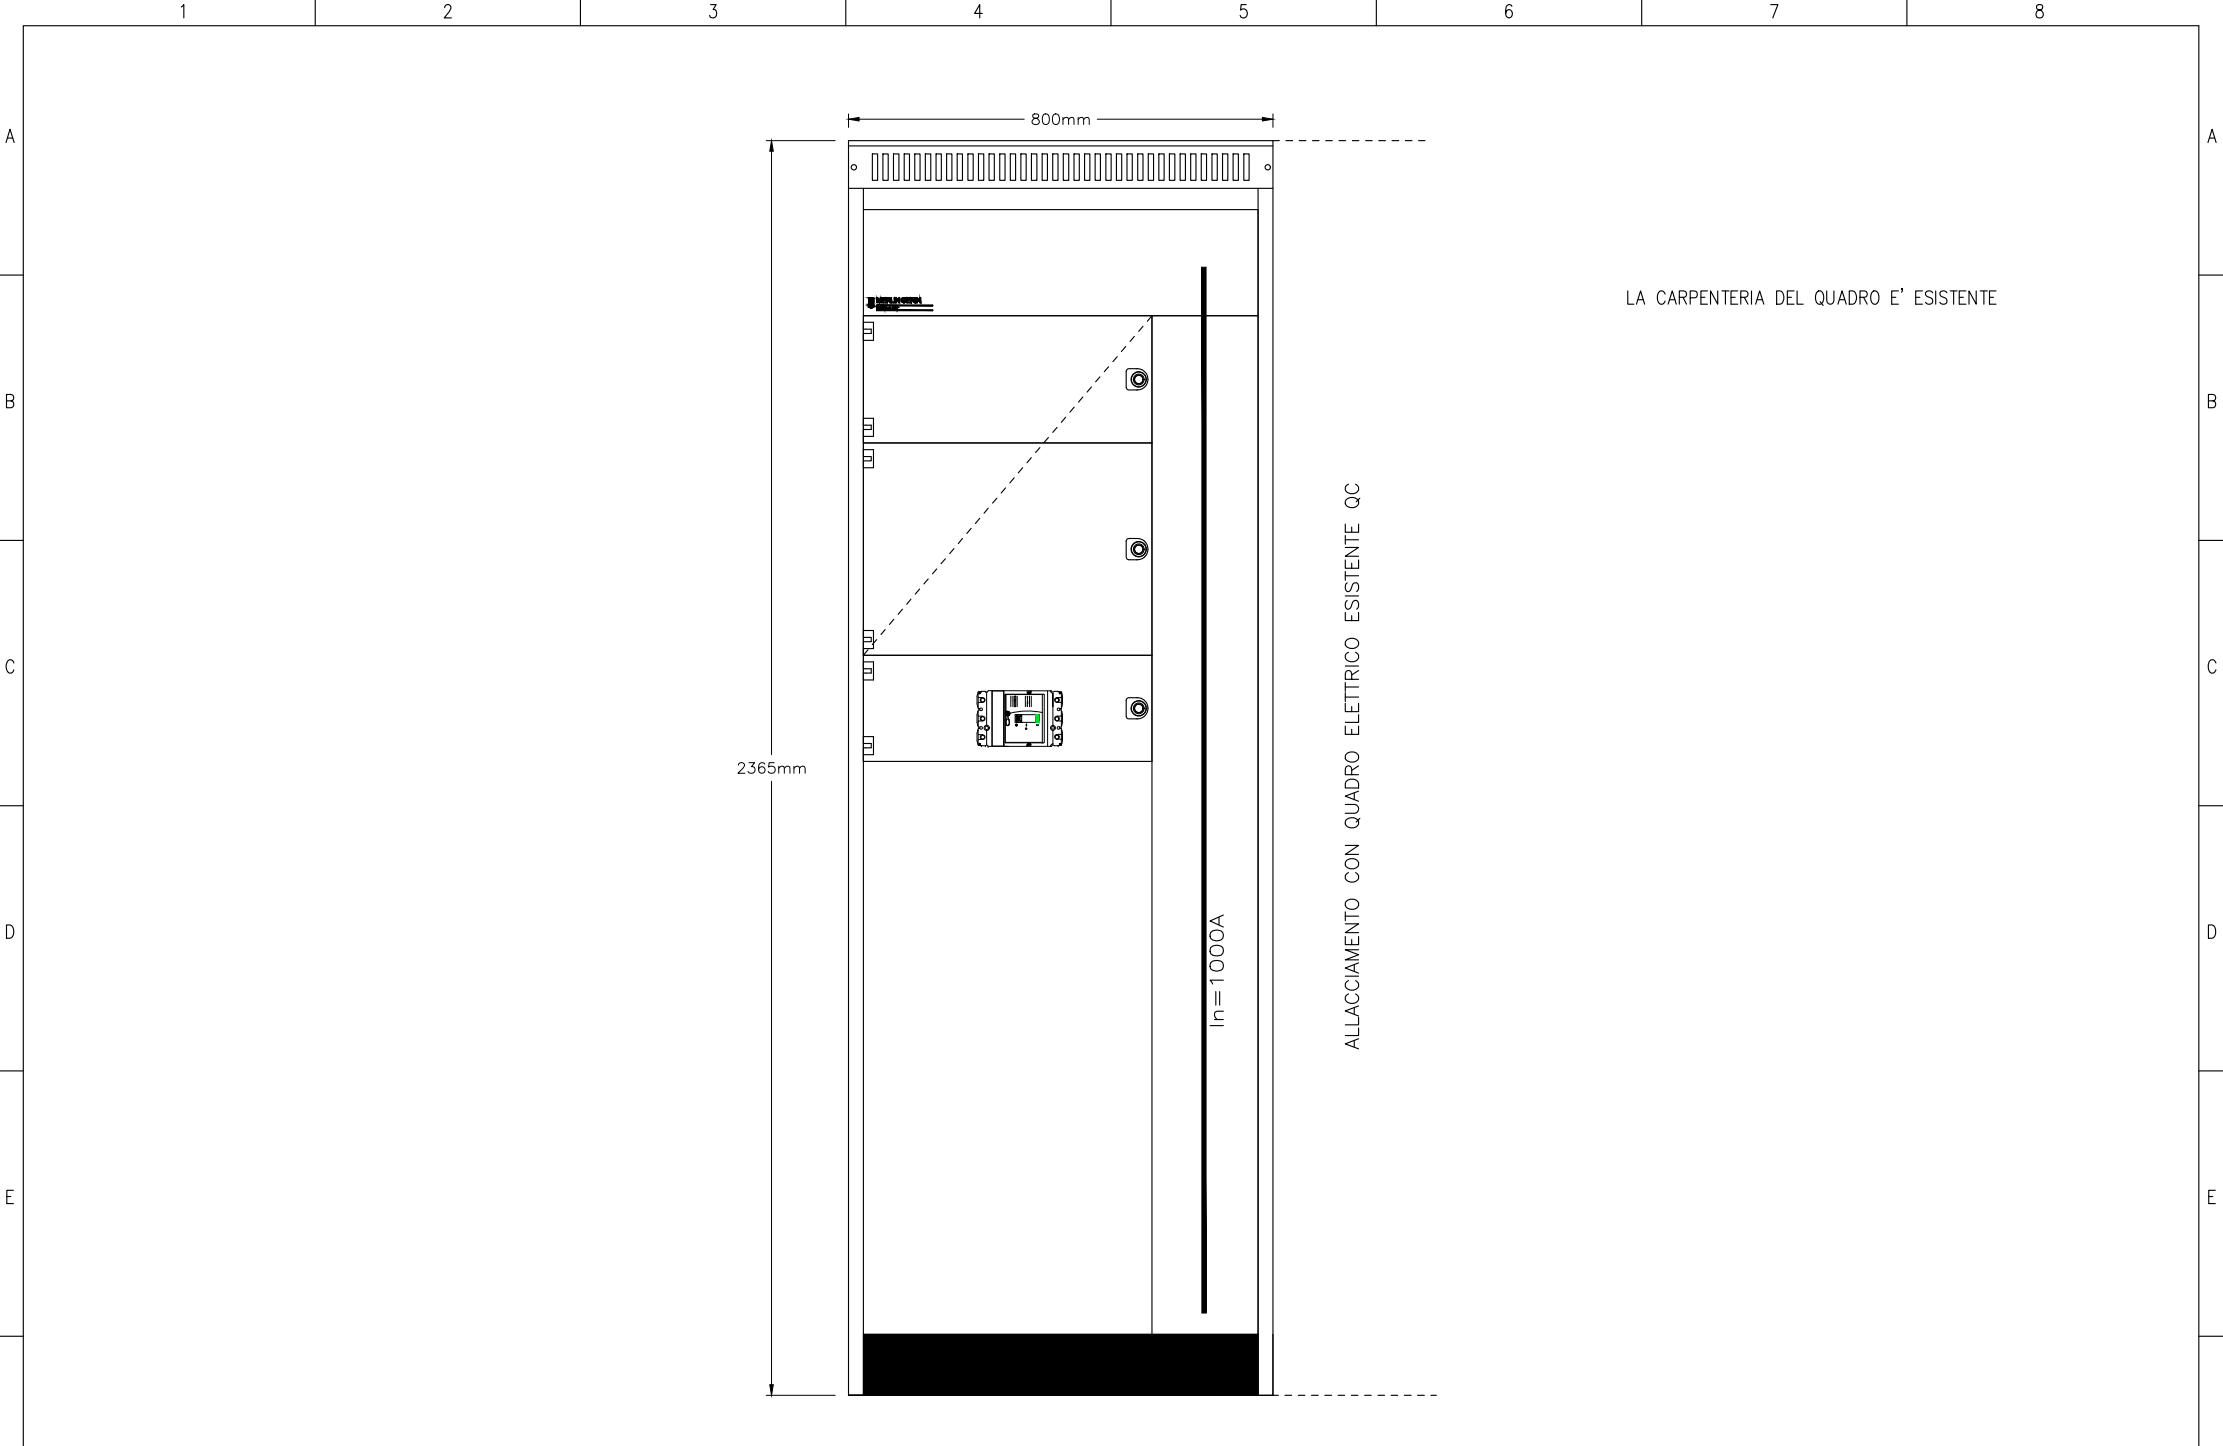 1 2 3 4 5 6 7 8
A A
800mm
LA CARPENTERIA DEL QUADRO E' ESISTENTE
B B
C C
2365mm
ALLACCIAMENTO CON QUADRO ELETTRICO ESISTENTE QC
In=1000A
D D
E E